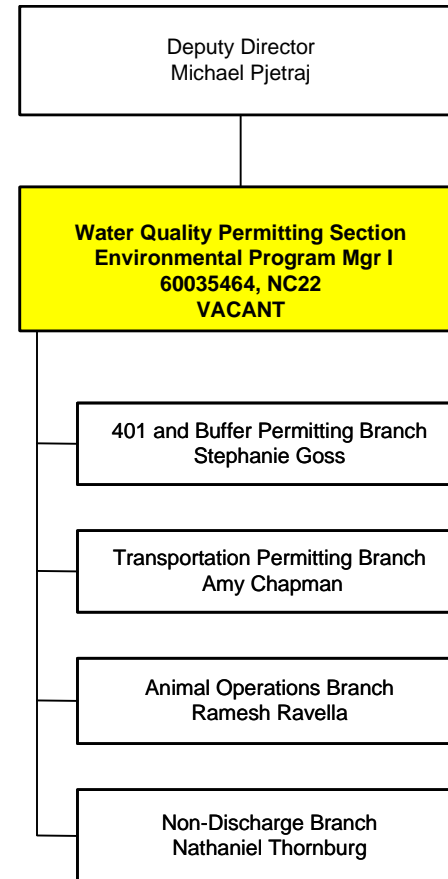 Deputy Director
Michael Pjetraj
Water Quality Permitting Section
Environmental Program Mgr I
60035464, NC22
VACANT
401 and Buffer Permitting Branch
Stephanie Goss
Transportation Permitting Branch
Amy Chapman
Animal Operations Branch
Ramesh Ravella
Non-Discharge Branch
Nathaniel Thornburg